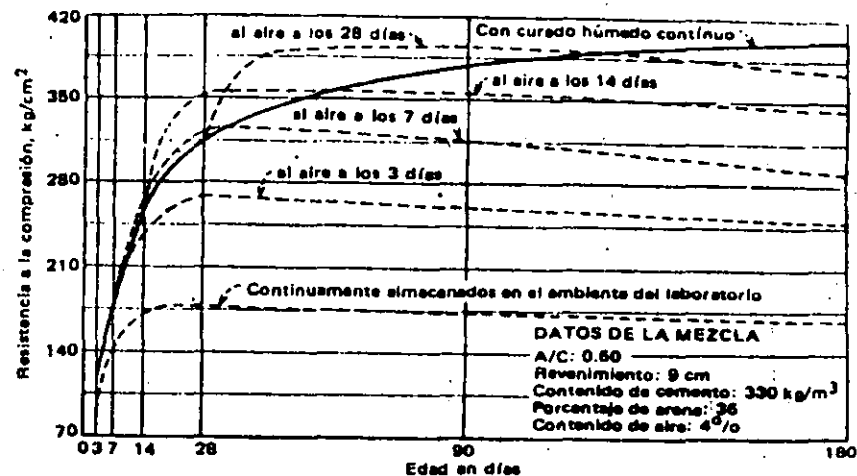 420
350
280
210
140
70
Resistencia a la compresión, kg/cm²
al aire a los 28 días
Con curado húmedo contínuo
al aire a los 14 días
al aire a los 7 días
al aire a los 3 días
Continuamente almacenados en el ambiente del laboratorio
DATOS DE LA MEZCLA
A/C: 0.50
Revenimiento: 9 cm
Contenido de cemento: 330 kg/m³
Porcentaje de arena: 36
Contenido de aire: 4º/o
0 3 7 14 28 90 180
Edad en días